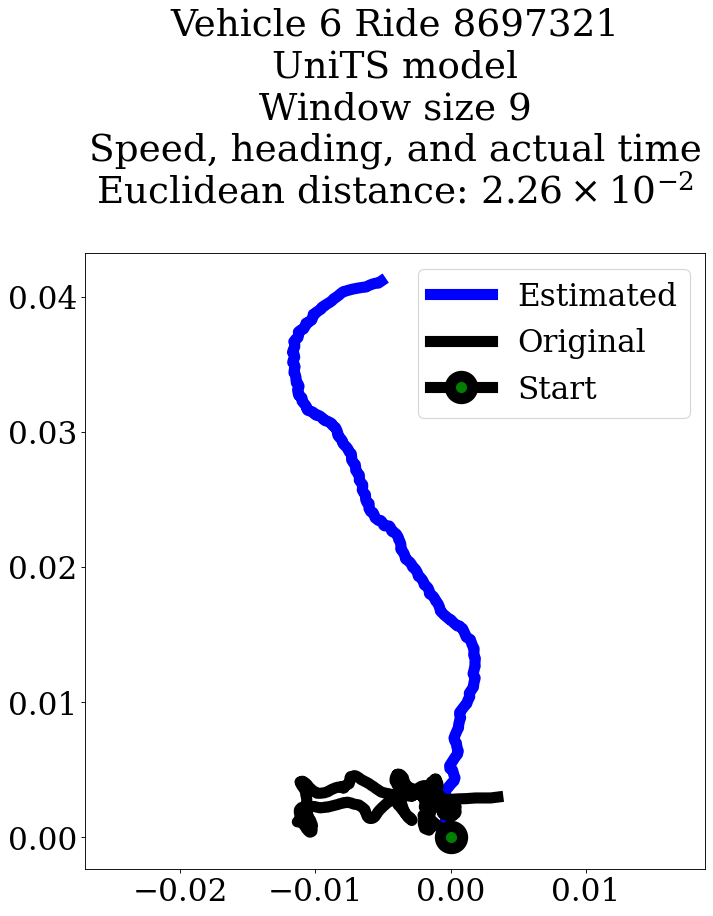 Vehicle 6 Ride 8697321
UniTS model
Window size 9
Speed, heading, and actual time
Euclidean distance: 2.26 × 10⁻²
Estimated
Original
Start
0.04
0.03
0.02
0.01
0.00
−0.02
−0.01
0.00
0.01